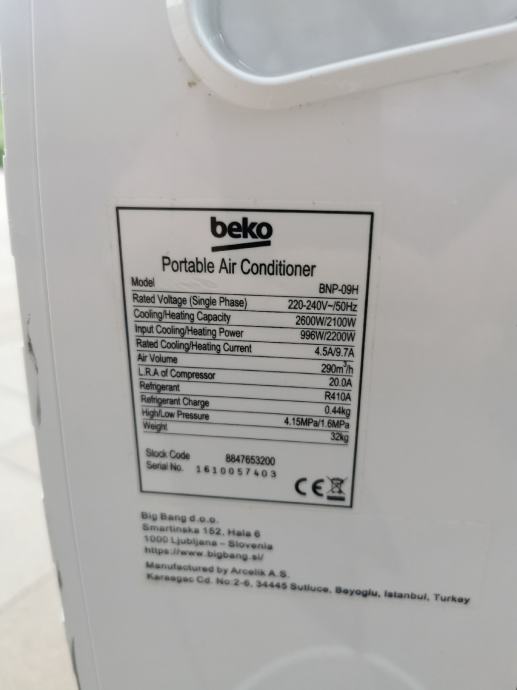 beko
Portable Air Conditioner
Model BNP-09H
Rated Voltage (Single Phase) 220-240V~/50Hz
Cooling/Heating Capacity 2600W/2100W
Input Cooling/Heating Power 996W/2200W
Rated Cooling/Heating Current 4.5A/9.7A
Air Volume 290m³/h
L.R.A of Compressor 20.0A
Refrigerant R410A
Refrigerant Charge 0.44kg
High/Low Pressure 4.15MPa/1.6MPa
Weight 32kg
Stock Code 8847653200
Serial No. 1610057403
CE
Big Bang d.o.o.
Smartinska 152, Hala 6
1000 Ljubljana - Slovenia
https://www.bigbang.si/
Manufactured by Arcelik A.S.
Karaagac Cd. No:2-6, 34445 Sutluce, Beyoglu, Istanbul, Turkey